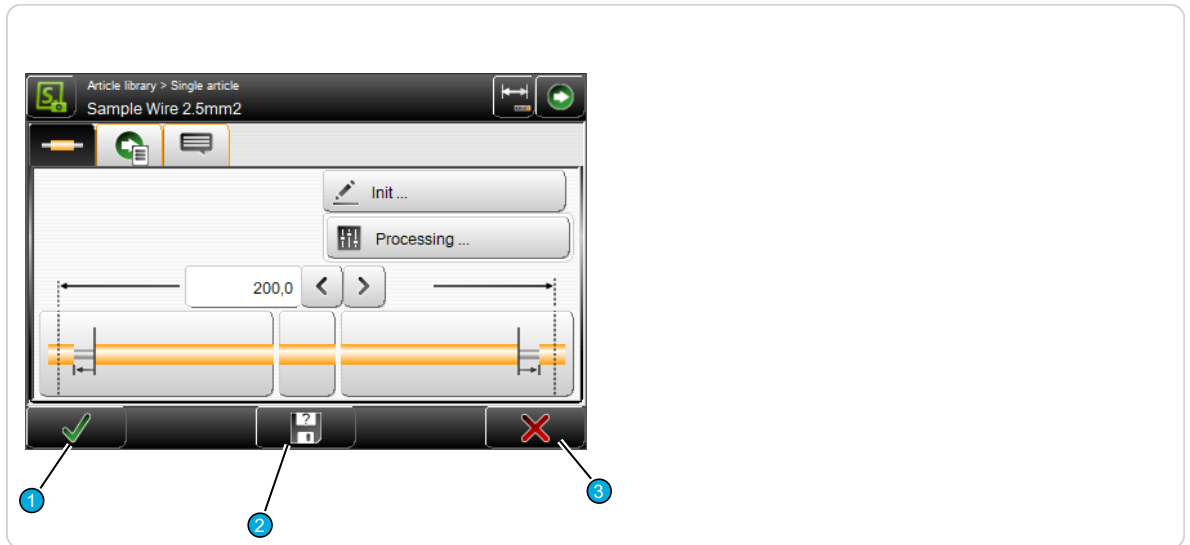 Article library > Single article
Sample Wire 2.5mm2
Init ...
Processing ...
200,0
?
1
2
3